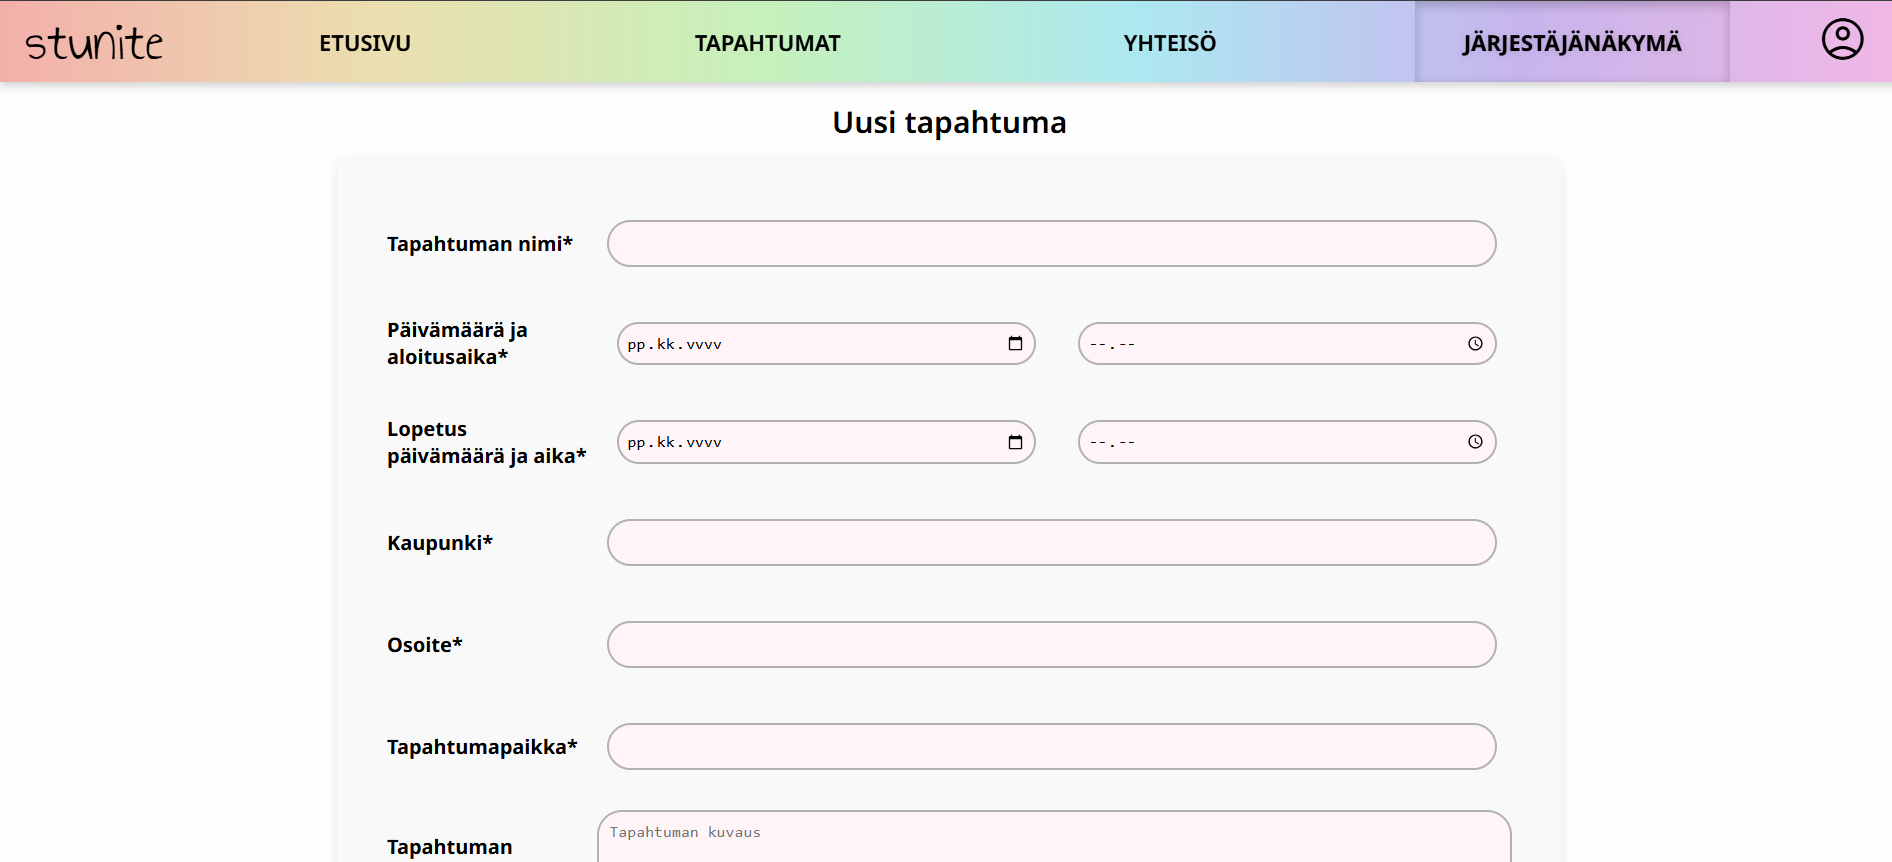 stunite
ETUSIVU
TAPAHTUMAT
YHTEISÖ
JÄRJESTÄJÄNÄKYMÄ
Uusi tapahtuma
Tapahtuman nimi*
Päivämäärä ja
aloitusaika*
pp.kk.vvvv
--.--
Lopetus
päivämäärä ja aika*
pp.kk.vvvv
--.--
Kaupunki*
Osoite*
Tapahtumapaikka*
Tapahtuman
Tapahtuman kuvaus